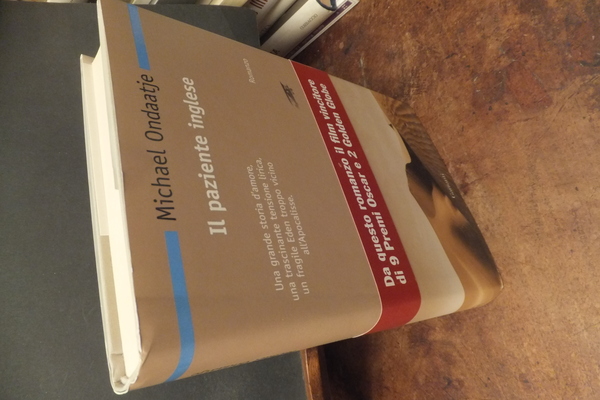 Michael Ondaatje
Il paziente inglese
Romanzo
Una grande storia d'amore,
una trascinante tensione lirica,
un fragile Eden troppo vicino
all'Apocalisse.
Da questo romanzo il film vincitore
di 9 Premi Oscar e 2 Golden Globe